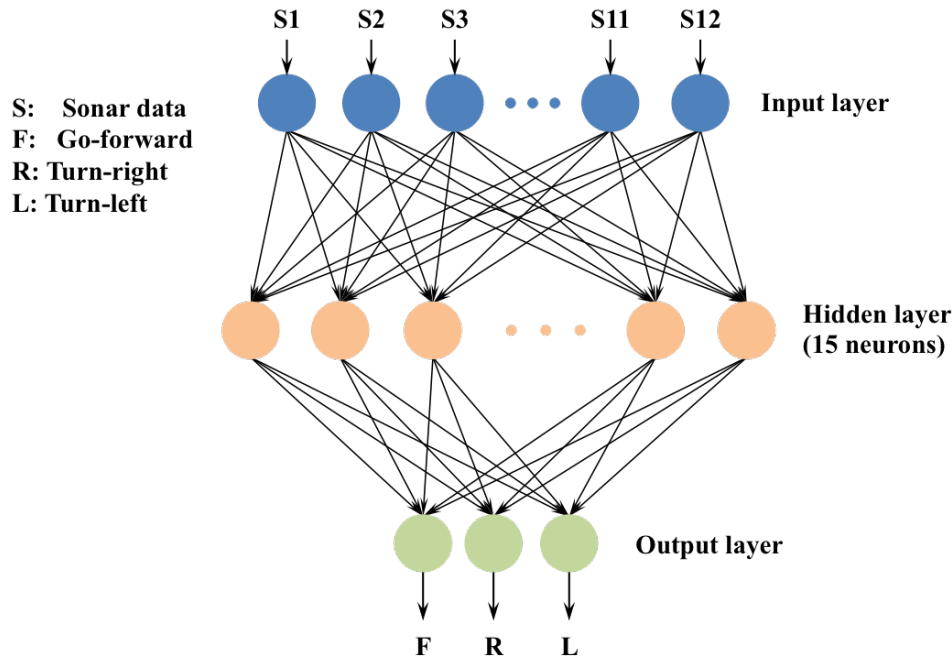 S1 S2 S3 S11 S12
S: Sonar data
F: Go-forward
R: Turn-right
L: Turn-left
Input layer
Hidden layer
(15 neurons)
Output layer
F R L